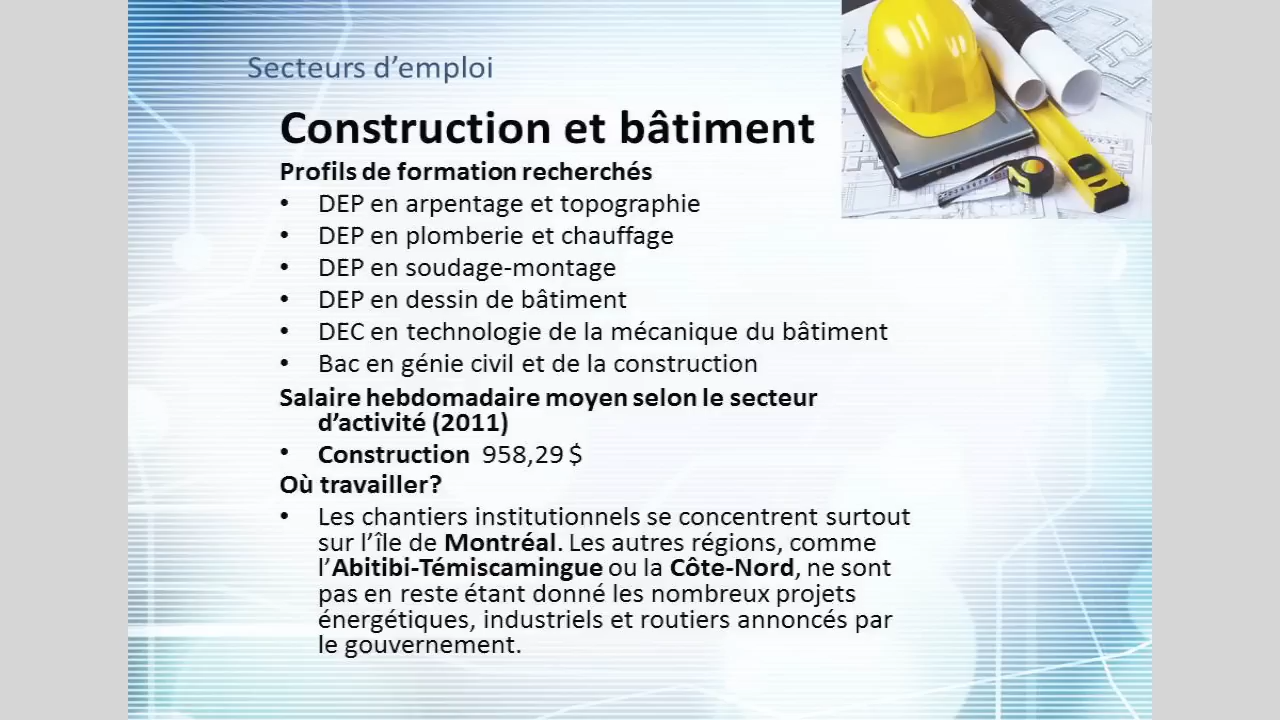 Secteurs d'emploi
Construction et bâtiment
Profils de formation recherchés
• DEP en arpentage et topographie
• DEP en plomberie et chauffage
• DEP en soudage-montage
• DEP en dessin de bâtiment
• DEC en technologie de la mécanique du bâtiment
• Bac en génie civil et de la construction
Salaire hebdomadaire moyen selon le secteur
d'activité (2011)
• Construction 958,29 $
Où travailler?
• Les chantiers institutionnels se concentrent surtout
sur l'île de Montréal. Les autres régions, comme
l'Abitibi-Témiscamingue ou la Côte-Nord, ne sont
pas en reste étant donné les nombreux projets
énergétiques, industriels et routiers annoncés par
le gouvernement.